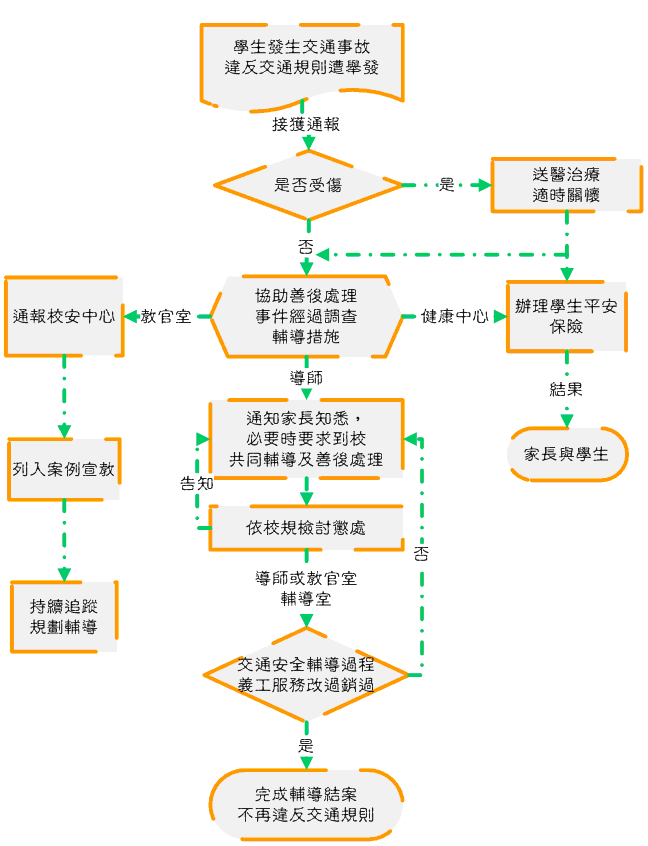 學生發生交通事故
違反交通規則遭舉發
接獲通報
是否受傷
是
送醫治療
適時關懷
否
協助善後處理
事件經過調查
輔導措施
教官室
通報校安中心
健康中心
辦理學生平安
保險
導師
結果
通知家長知悉，
必要時要求到校
共同輔導及善後處理
家長與學生
列入案例宣教
告知
依校規檢討懲處
否
導師或教官室
輔導室
持續追蹤
規劃輔導
交通安全輔導過程
義工服務改過銷過
是
完成輔導結案
不再違反交通規則